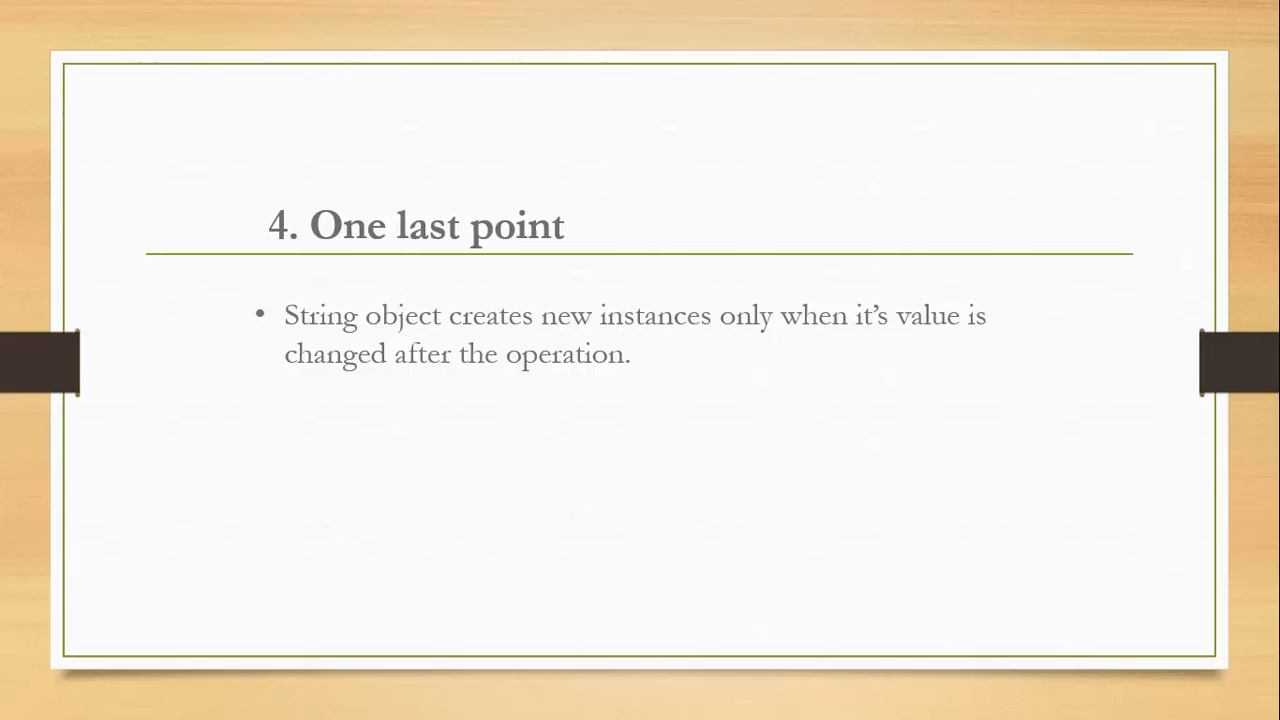 4. One last point
• String object creates new instances only when it’s value is
changed after the operation.